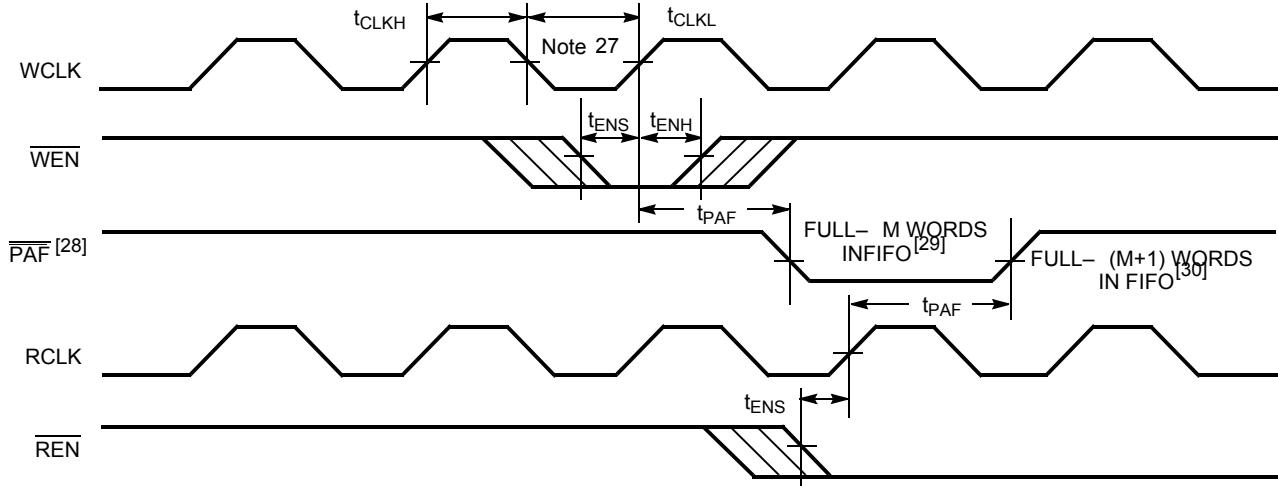 tCLKH
tCLKL
Note 27
WCLK
tENS
tENH
WEN
tPAF
FULL– M WORDS
INFIFO[29]
PAF [28]
FULL– (M+1) WORDS
IN FIFO[30]
tPAF
RCLK
tENS
REN